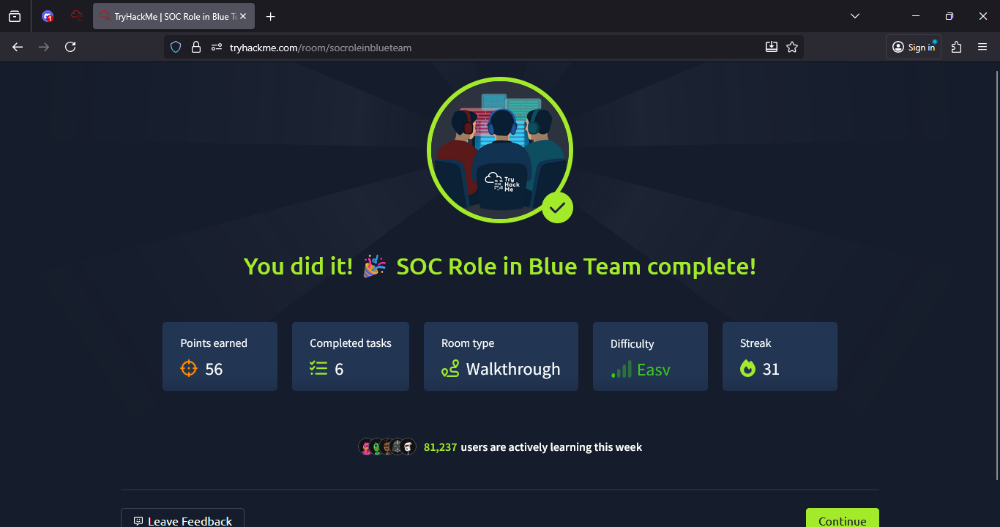 TryHackMe | SOC Role in Blue Te
Sign in
tryhackme.com/room/socroleinblueteam
Try
Hack
Me
You did it! 🎉 SOC Role in Blue Team complete!
Points earned
56
Completed tasks
6
Room type
Walkthrough
Difficulty
Easy
Streak
31
81,237 users are actively learning this week
Leave Feedback
Continue